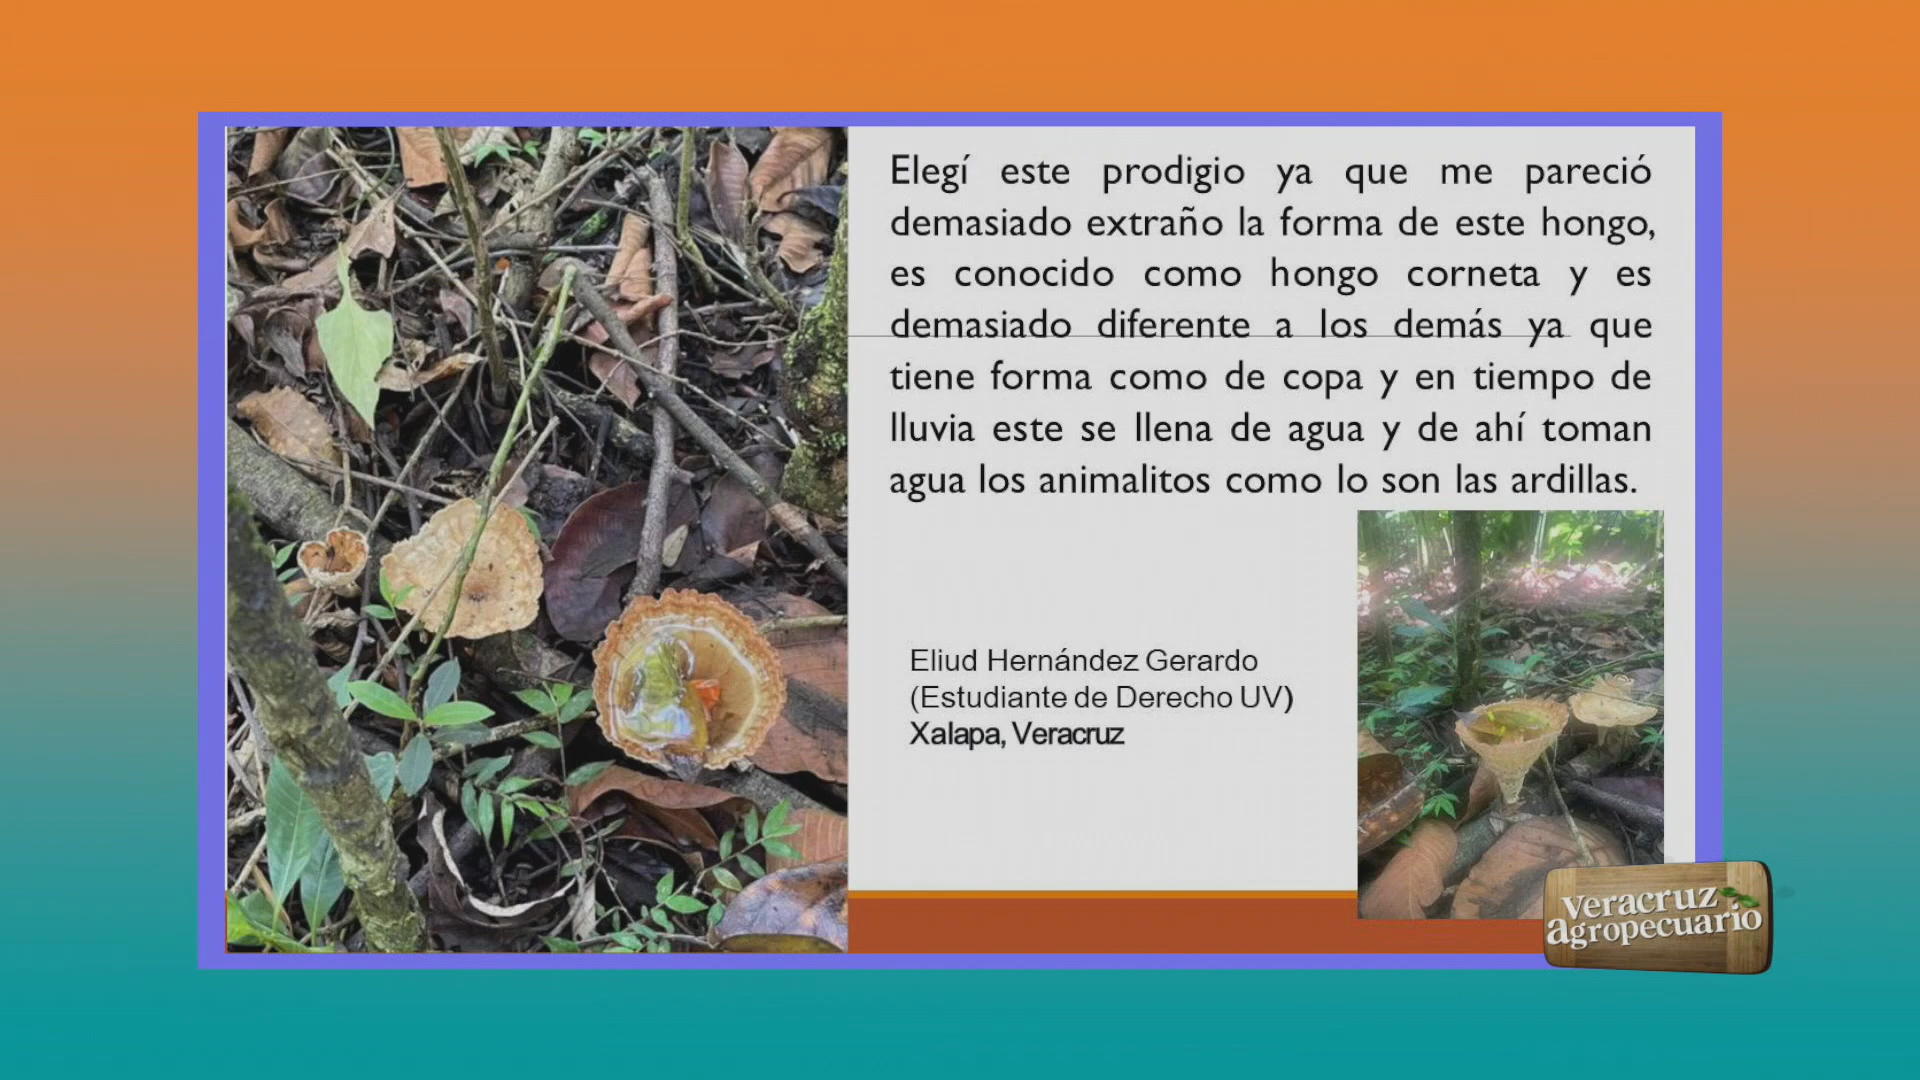 Elegí este prodigio ya que me pareció
demasiado extraño la forma de este hongo,
es conocido como hongo corneta y es
demasiado diferente a los demás ya que
tiene forma como de copa y en tiempo de
lluvia este se llena de agua y de ahí toman
agua los animalitos como lo son las ardillas.
Eliud Hernández Gerardo
(Estudiante de Derecho UV)
Xalapa, Veracruz
veracruz
agropecuario